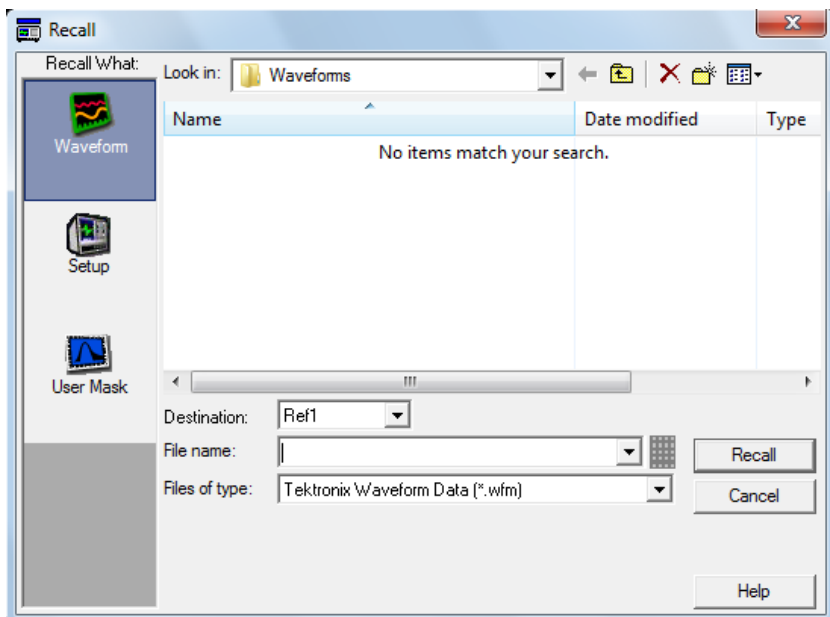 Recall
Recall What:
Look in: Waveforms
Name Date modified Type
Waveform
No items match your search.
Setup
User Mask
Destination: Ref1
File name:
Recall
Files of type: Tektronix Waveform Data (*.wfm)
Cancel
Help